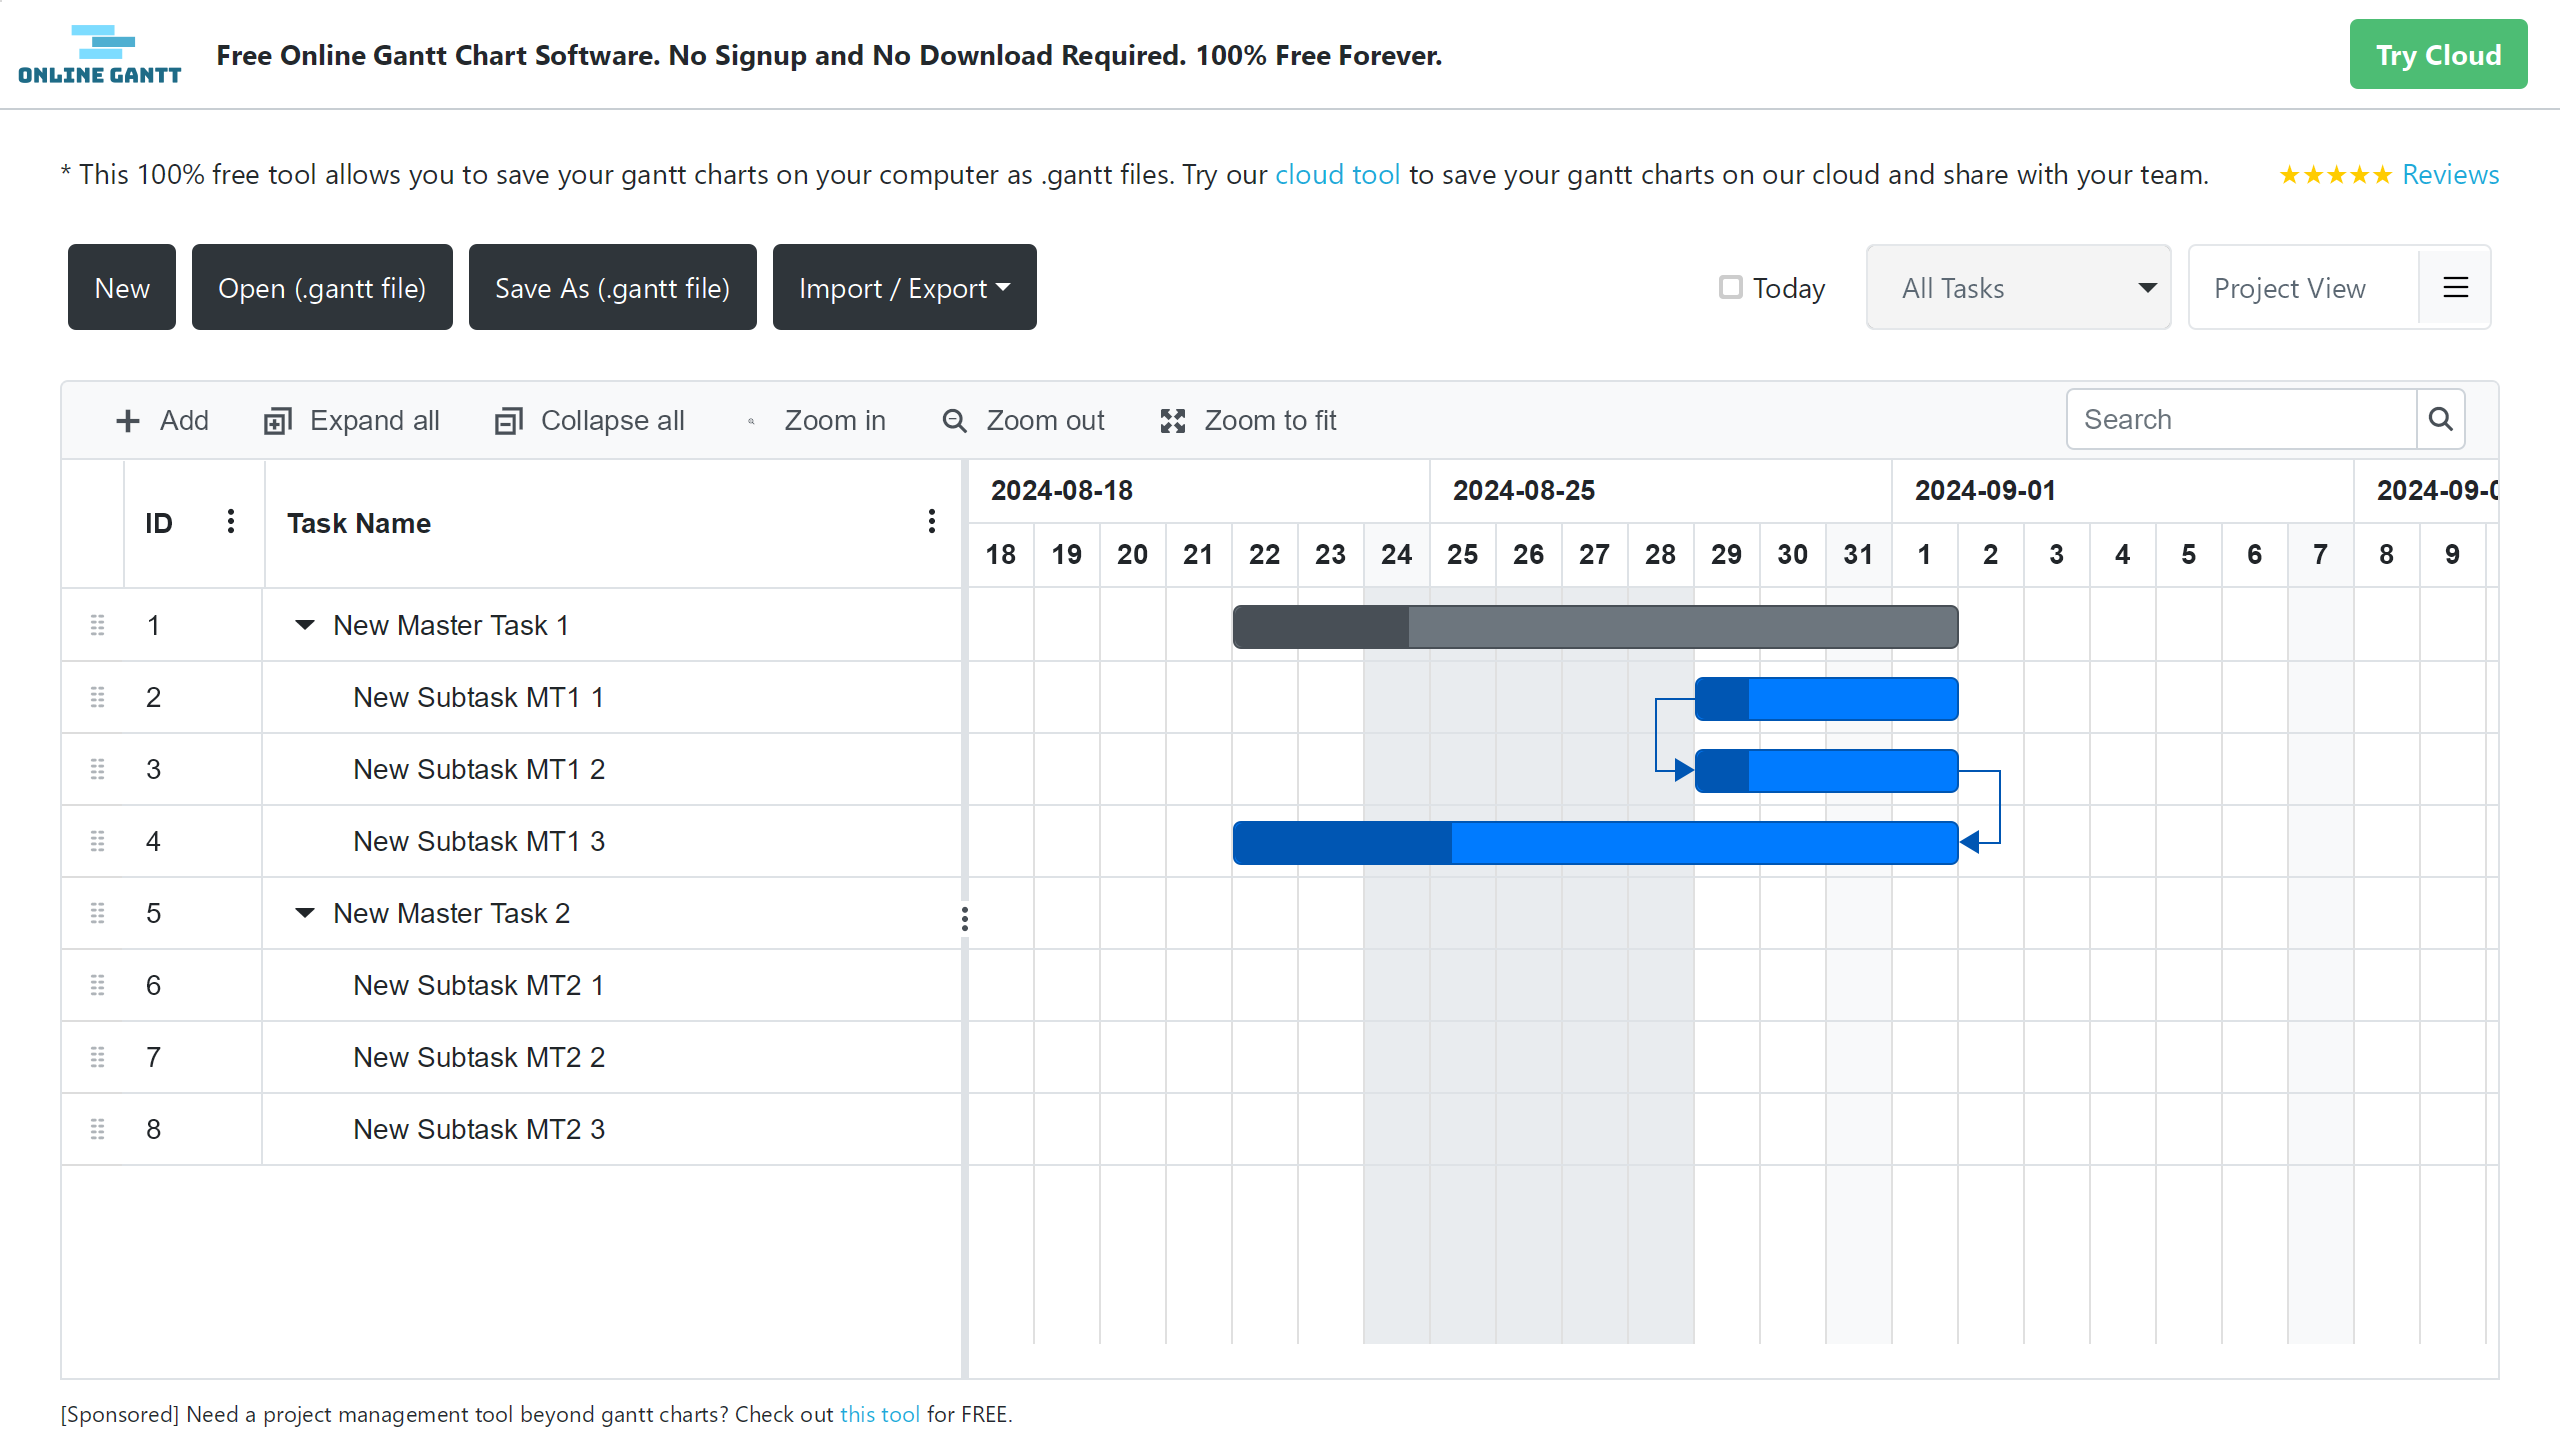 ONLINE GANTT
Free Online Gantt Chart Software. No Signup and No Download Required. 100% Free Forever.
Try Cloud
* This 100% free tool allows you to save your gantt charts on your computer as .gantt files. Try our cloud tool to save your gantt charts on our cloud and share with your team.
★★★★★ Reviews
New
Open (.gantt file)
Save As (.gantt file)
Import / Export
Today
All Tasks
Project View
Add
Expand all
Collapse all
Zoom in
Zoom out
Zoom to fit
Search
ID
Task Name
2024-08-18
2024-08-25
2024-09-01
18 19 20 21 22 23 24 25 26 27 28 29 30 31 1 2 3 4 5 6 7 8 9
1 New Master Task 1
2 New Subtask MT1 1
3 New Subtask MT1 2
4 New Subtask MT1 3
5 New Master Task 2
6 New Subtask MT2 1
7 New Subtask MT2 2
8 New Subtask MT2 3
[Sponsored] Need a project management tool beyond gantt charts? Check out this tool for FREE.